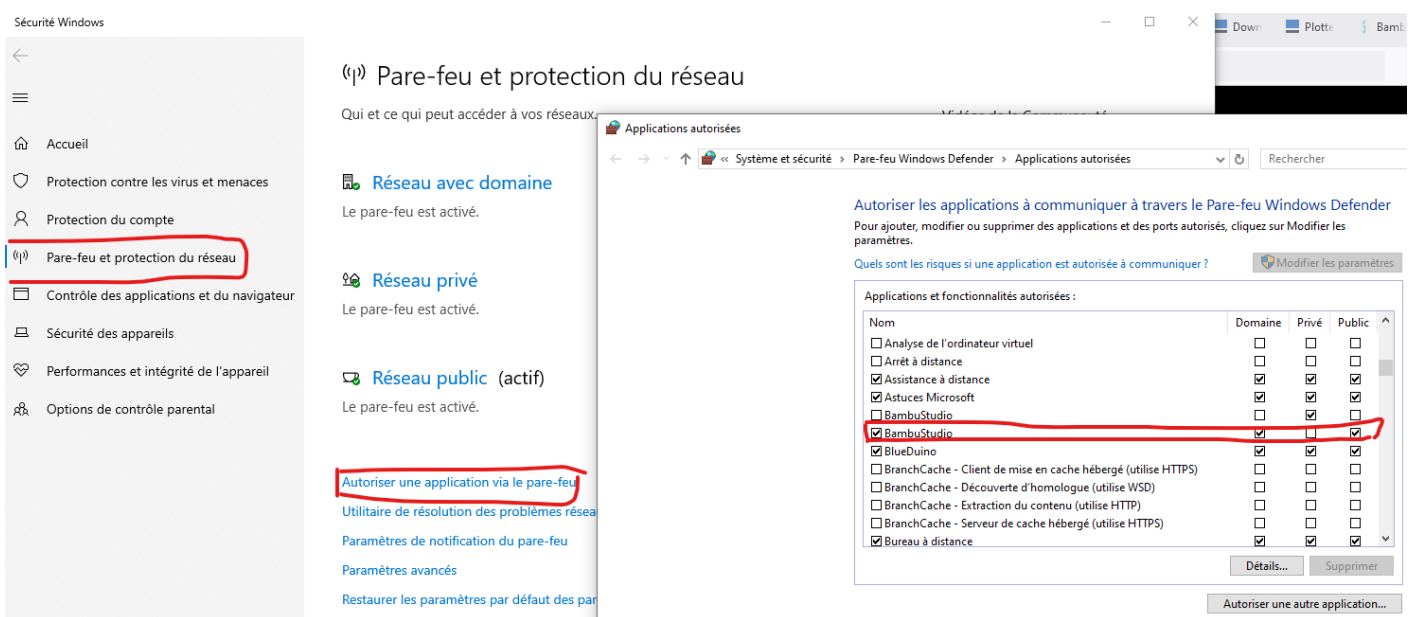 Sécurité Windows
Accueil
Protection contre les virus et menaces
Protection du compte
Pare-feu et protection du réseau
Contrôle des applications et du navigateur
Sécurité des appareils
Performances et intégrité de l'appareil
Options de contrôle parental
Pare-feu et protection du réseau
Qui et ce qui peut accéder à vos réseaux.
Réseau avec domaine
Le pare-feu est activé.
Réseau privé
Le pare-feu est activé.
Réseau public (actif)
Le pare-feu est activé.
Autoriser une application via le pare-feu
Utilitaire de résolution des problèmes résea
Paramètres de notification du pare-feu
Paramètres avancés
Restaurer les paramètres par défaut des par
Down Plotte Bamb
Applications autorisées
« Système et sécurité > Pare-feu Windows Defender > Applications autorisées
Rechercher
Autoriser les applications à communiquer à travers le Pare-feu Windows Defender
Pour ajouter, modifier ou supprimer des applications et des ports autorisés, cliquez sur Modifier les
paramètres.
Quels sont les risques si une application est autorisée à communiquer ?
Modifier les paramètres
Applications et fonctionnalités autorisées :
Nom Domaine Privé Public
Analyse de l'ordinateur virtuel
Arrêt à distance
Assistance à distance
Astuces Microsoft
BambuStudio
BambuStudio
BlueDuino
BranchCache - Client de mise en cache hébergé (utilise HTTPS)
BranchCache - Découverte d'homologue (utilise WSD)
BranchCache - Extraction du contenu (utilise HTTP)
BranchCache - Serveur de cache hébergé (utilise HTTPS)
Bureau à distance
Détails... Supprimer
Autoriser une autre application...